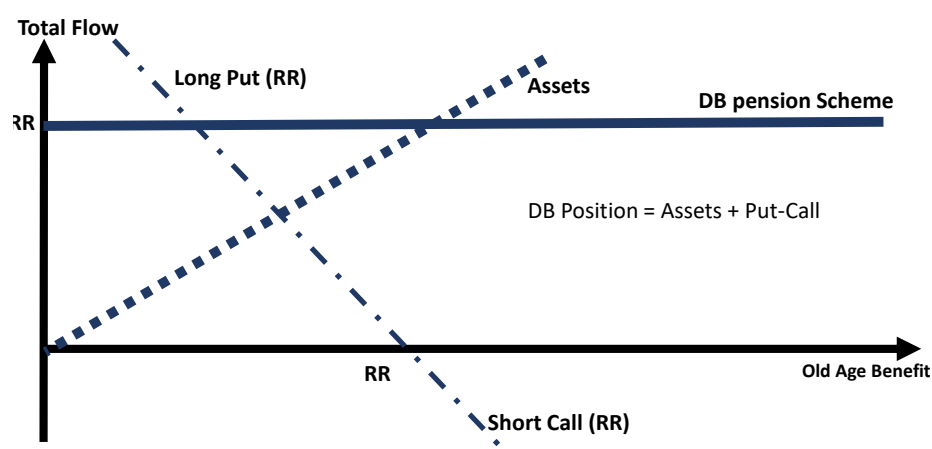 Total Flow
Long Put (RR)
Assets
DB pension Scheme
RR
DB Position = Assets + Put-Call
RR
Old Age Benefit
Short Call (RR)